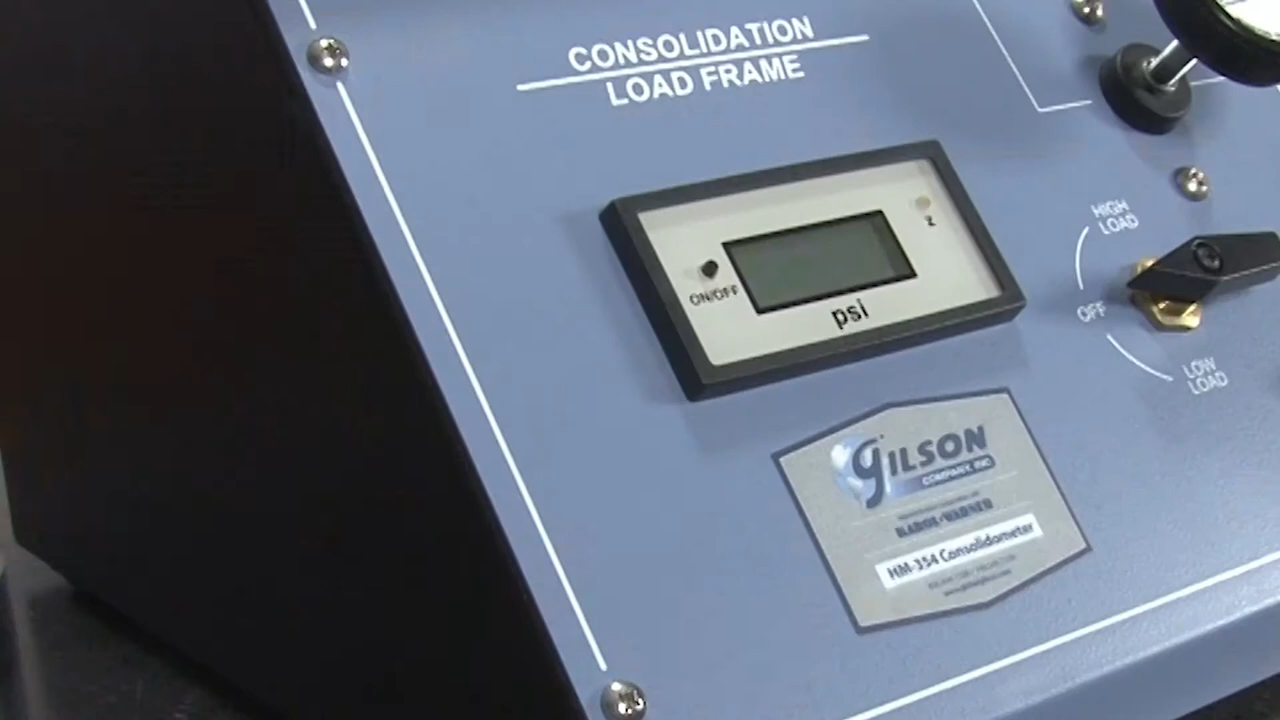 CONSOLIDATION
LOAD FRAME
Z
ON/OFF
psi
HIGH
LOAD
OFF
LOW
LOAD
GILSON
COMPANY, INC.
HM-354 Consolidometer